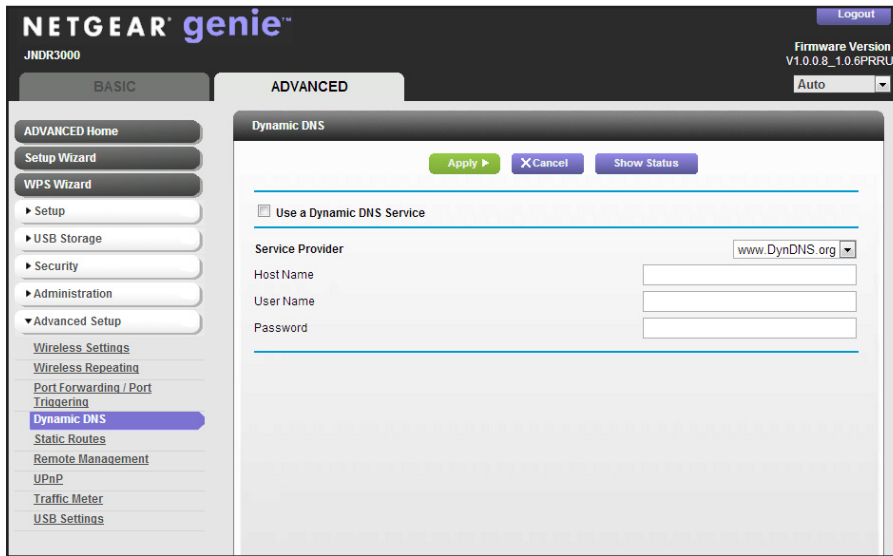 NETGEAR® genie™
Logout
JNDR3000
Firmware Version
V1.0.0.8_1.0.6PRRU
BASIC
ADVANCED
Auto
ADVANCED Home
Setup Wizard
WPS Wizard
Setup
USB Storage
Security
Administration
Advanced Setup
Wireless Settings
Wireless Repeating
Port Forwarding / Port
Triggering
Dynamic DNS
Static Routes
Remote Management
UPnP
Traffic Meter
USB Settings
Dynamic DNS
Apply
Cancel
Show Status
Use a Dynamic DNS Service
Service Provider
www.DynDNS.org
Host Name
User Name
Password